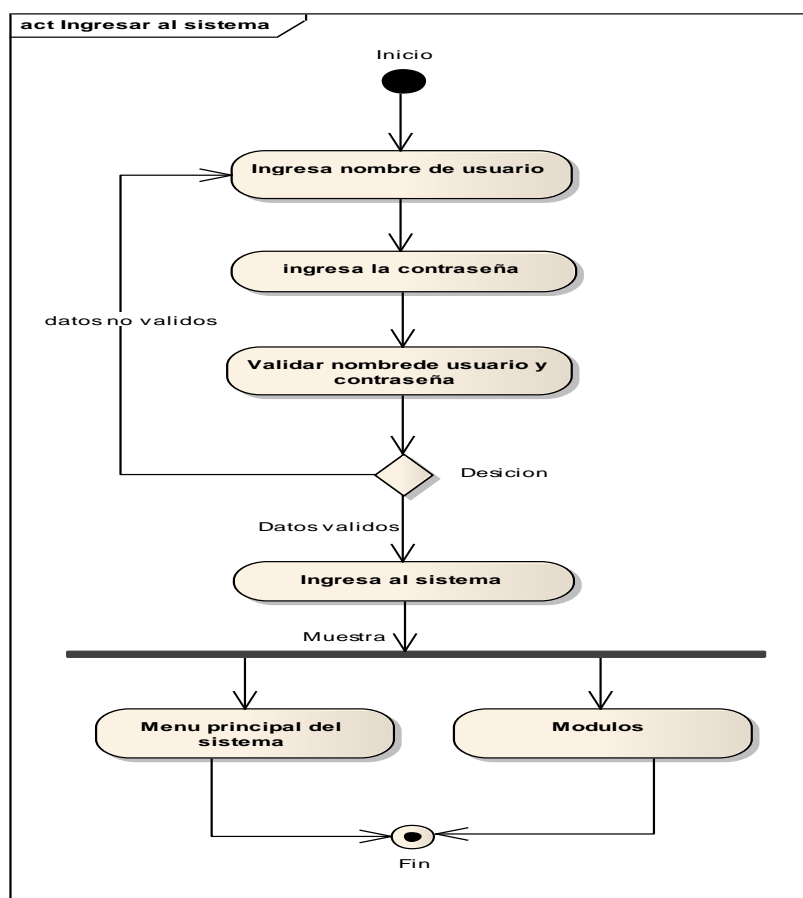 act Ingresar al sistema
Inicio
Ingresa nombre de usuario
ingresa la contraseña
datos no validos
Validar nombrede usuario y
contraseña
Desicion
Datos validos
Ingresa al sistema
Muestra
Menu principal del
sistema
Modulos
Fin